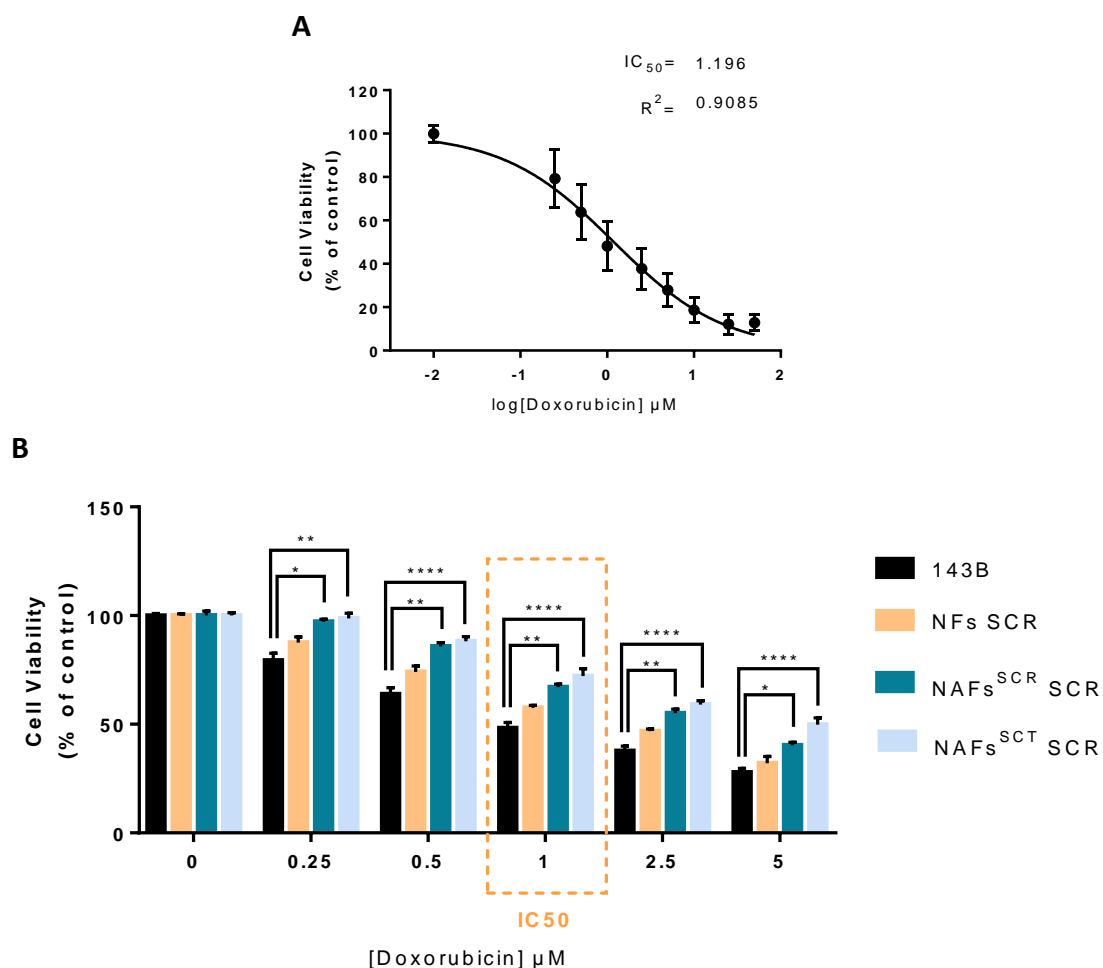 A
IC50= 1.196
R2= 0.9085
120
100
80
60
40
20
0
Cell Viability
(% of control)
-2 -1 0 1 2
log[Doxorubicin] µM
B
150
100
50
0
Cell Viability
(% of control)
** * **** ** **** ** **** ** **** *
143B
NFs SCR
NAFsSCR SCR
NAFsSCT SCR
0 0.25 0.5 1 2.5 5
IC50
[Doxorubicin] µM